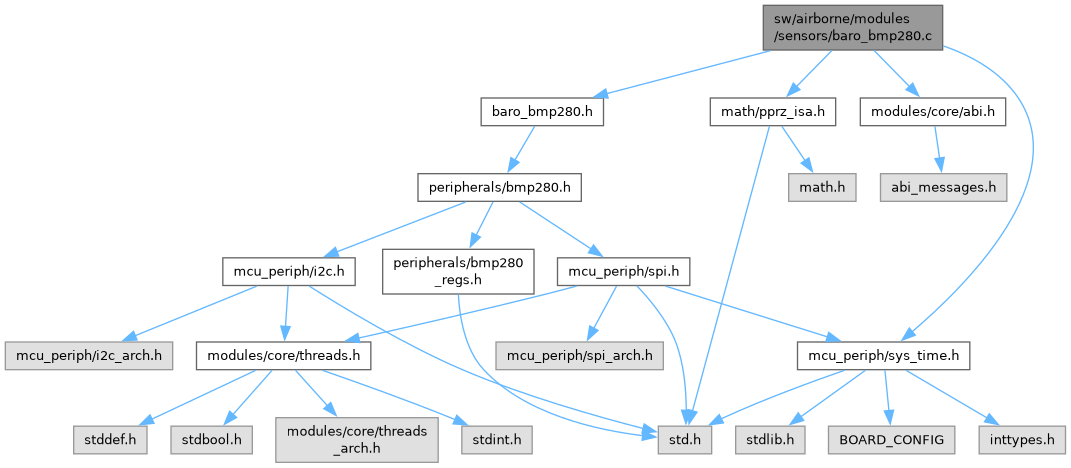 sw/airborne/modules
/sensors/baro_bmp280.c
baro_bmp280.h
math/pprz_isa.h
modules/core/abi.h
peripherals/bmp280.h
math.h
abi_messages.h
mcu_periph/i2c.h
peripherals/bmp280
_regs.h
mcu_periph/spi.h
mcu_periph/i2c_arch.h
modules/core/threads.h
mcu_periph/spi_arch.h
mcu_periph/sys_time.h
stddef.h
stdbool.h
modules/core/threads
_arch.h
stdint.h
std.h
stdlib.h
BOARD_CONFIG
inttypes.h